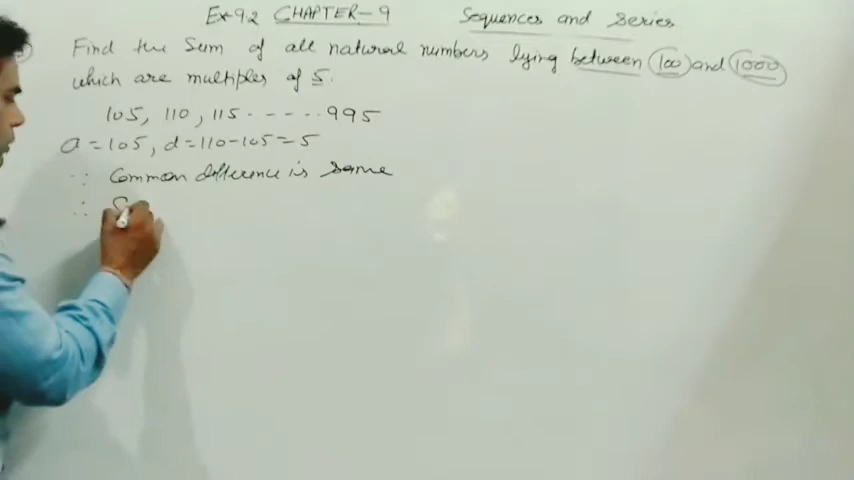 Ex-9.2 CHAPTER-9 Sequences and Series
Find the Sum of all natural numbers lying between 100 and 1000
which are multiples of 5.
105, 110, 115 ------ 995
a = 105, d = 110-105 = 5
∵ Common difference is same
∴ S